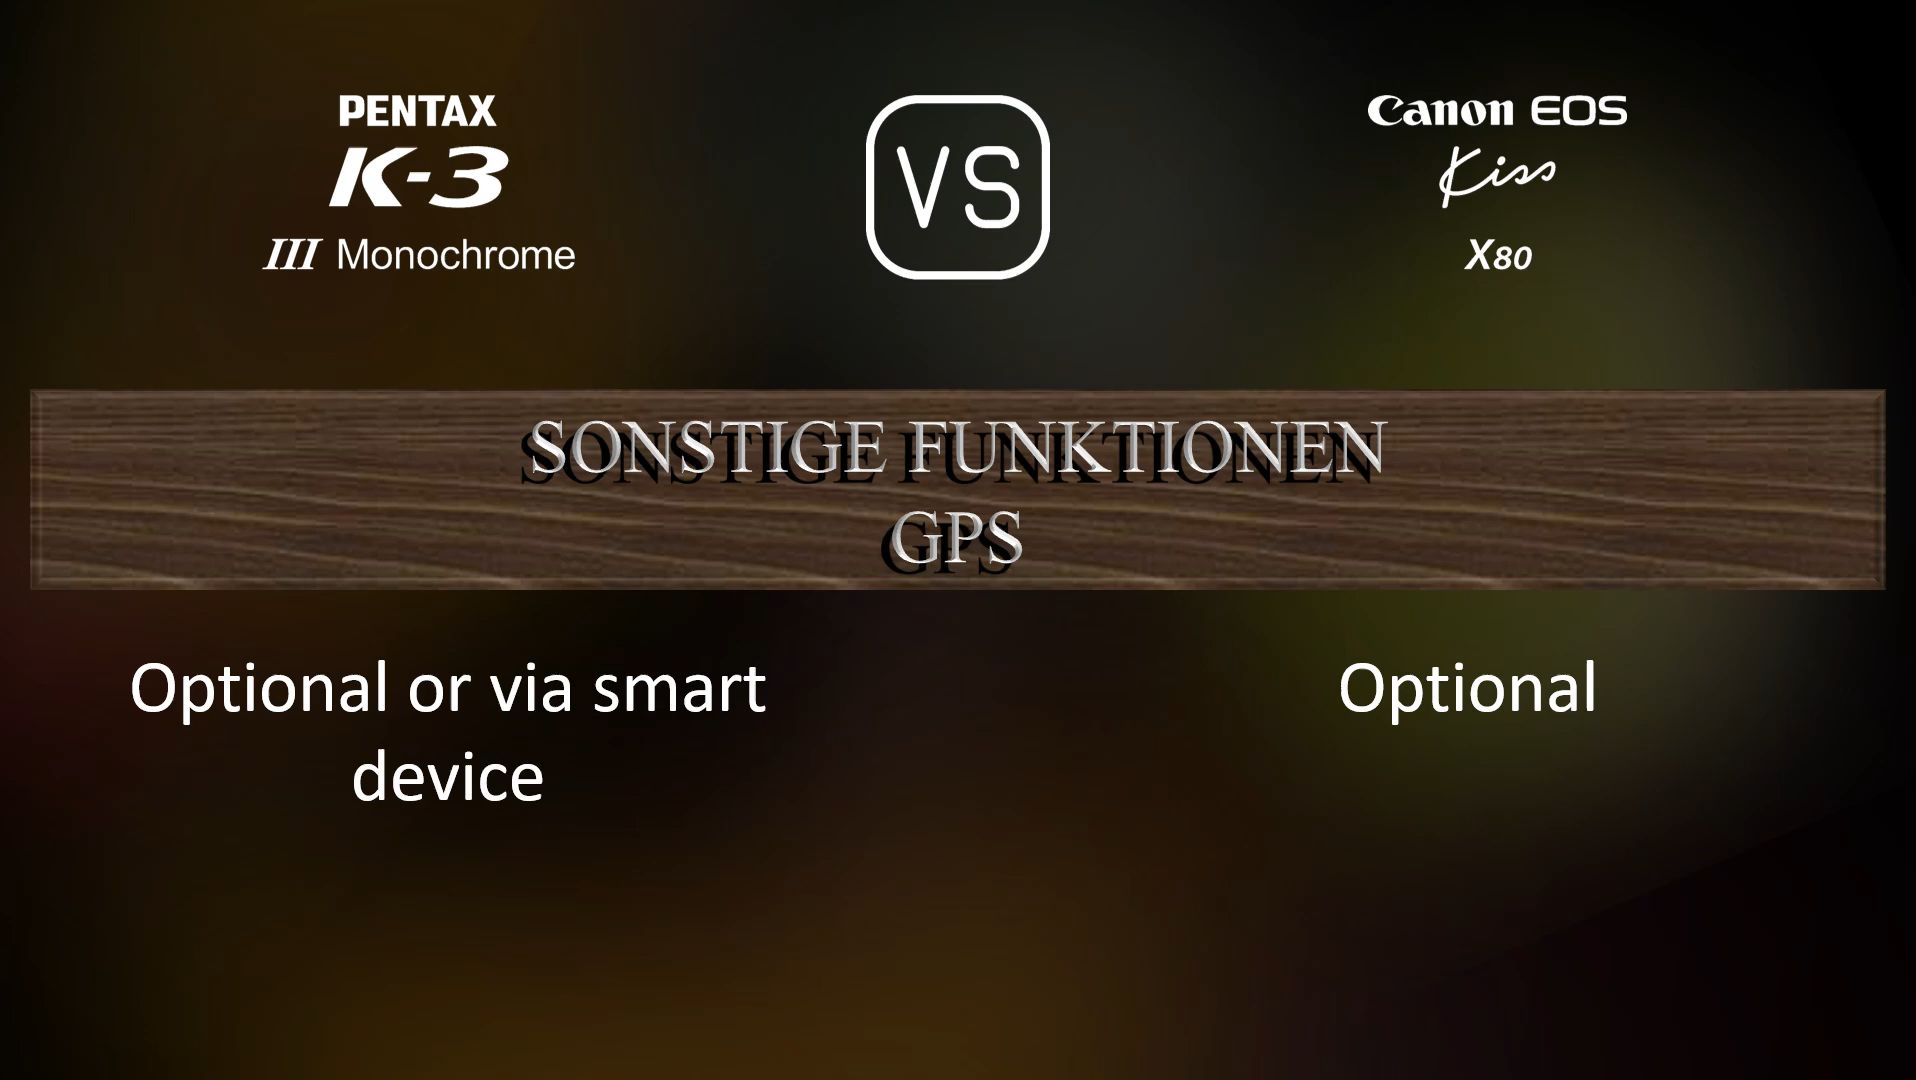 PENTAX
K-3
III Monochrome
VS
Canon EOS
Kiss
X80
SONSTIGE FUNKTIONEN
GPS
Optional or via smart
device
Optional